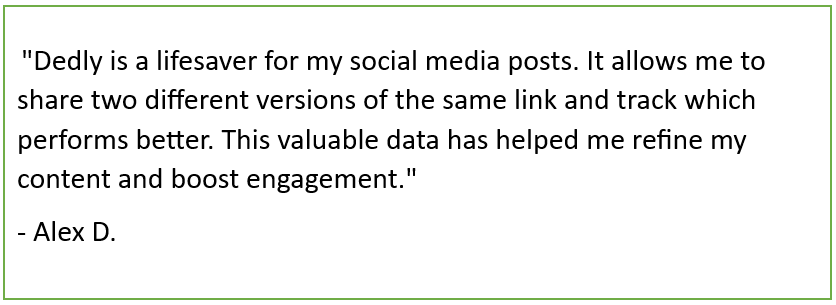 "Dedly is a lifesaver for my social media posts. It allows me to
share two different versions of the same link and track which
performs better. This valuable data has helped me refine my
content and boost engagement."
- Alex D.